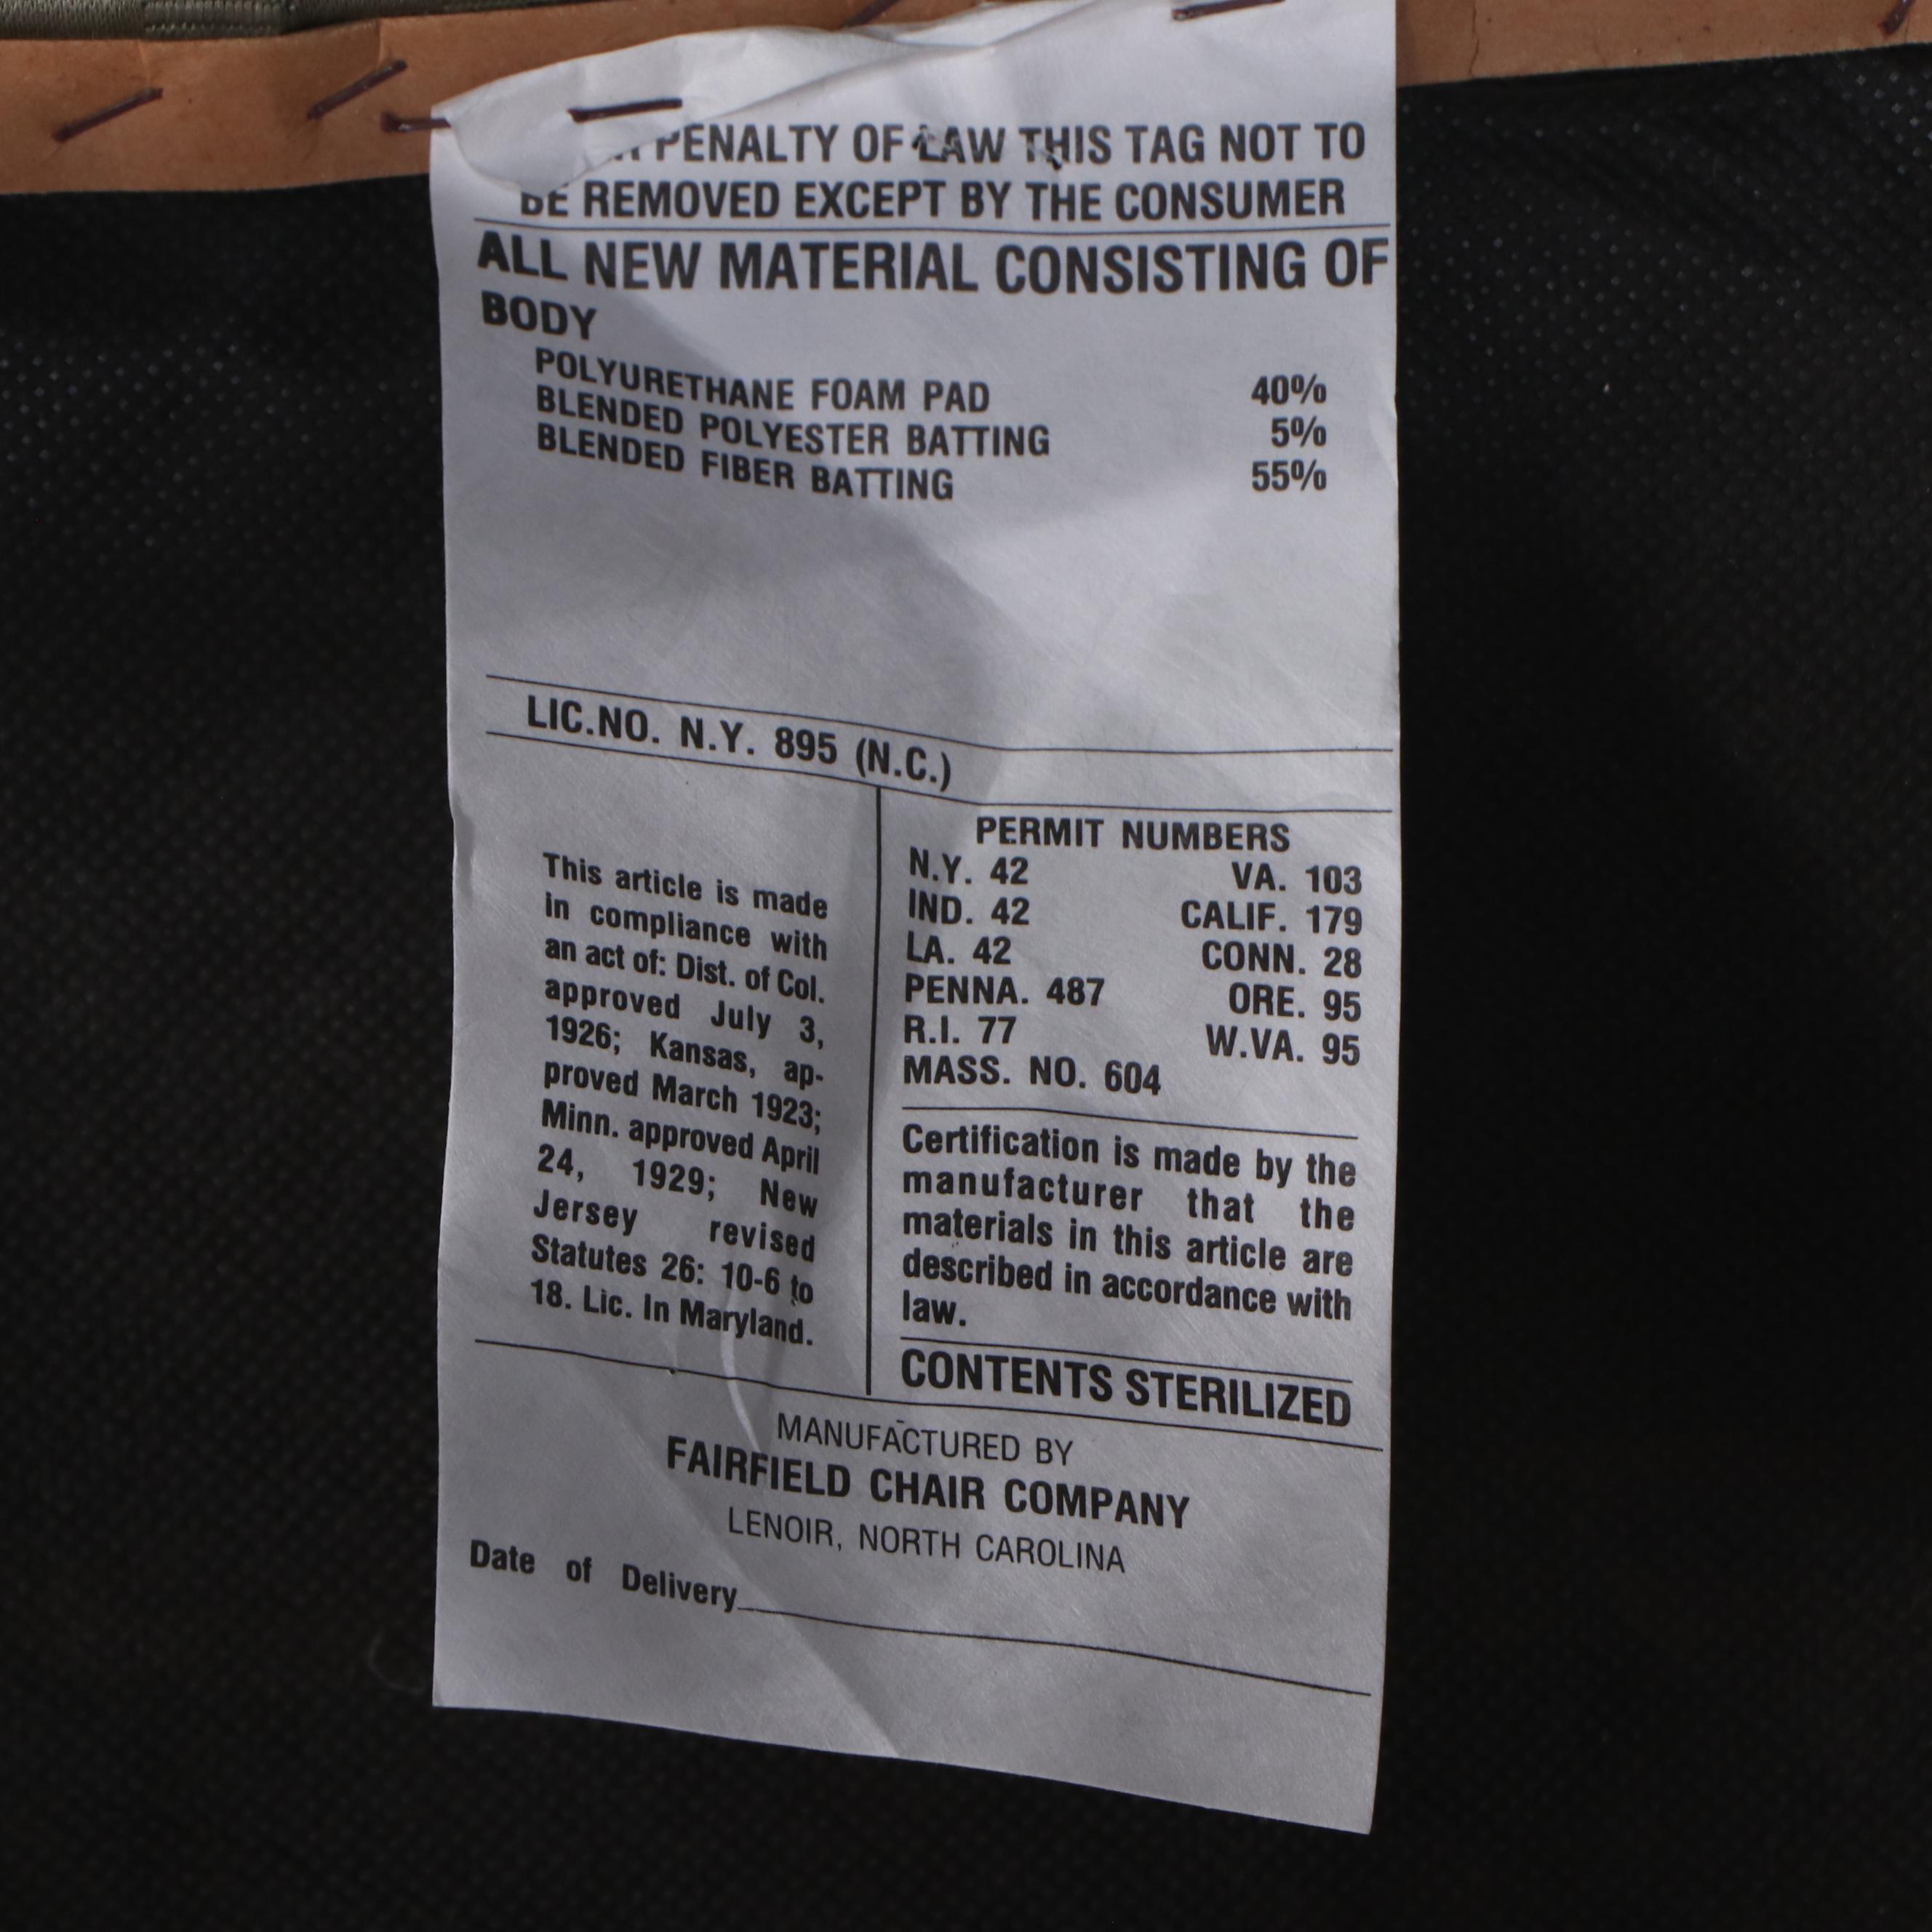 PENALTY OF LAW THIS TAG NOT TO
BE REMOVED EXCEPT BY THE CONSUMER
ALL NEW MATERIAL CONSISTING OF
BODY
POLYURETHANE FOAM PAD 40%
BLENDED POLYESTER BATTING 5%
BLENDED FIBER BATTING 55%
LIC.NO. N.Y. 895 (N.C.)
This article is made
in compliance with
an act of: Dist. of Col.
approved July 3,
1926; Kansas, ap-
proved March 1923;
Minn. approved April
24, 1929; New
Jersey revised
Statutes 26: 10-6 to
18. Lic. In Maryland.
PERMIT NUMBERS
N.Y. 42 VA. 103
IND. 42 CALIF. 179
LA. 42 CONN. 28
PENNA. 487 ORE. 95
R.I. 77 W.VA. 95
MASS. NO. 604
Certification is made by the
manufacturer that the
materials in this article are
described in accordance with
law.
CONTENTS STERILIZED
MANUFACTURED BY
FAIRFIELD CHAIR COMPANY
LENOIR, NORTH CAROLINA
Date of Delivery